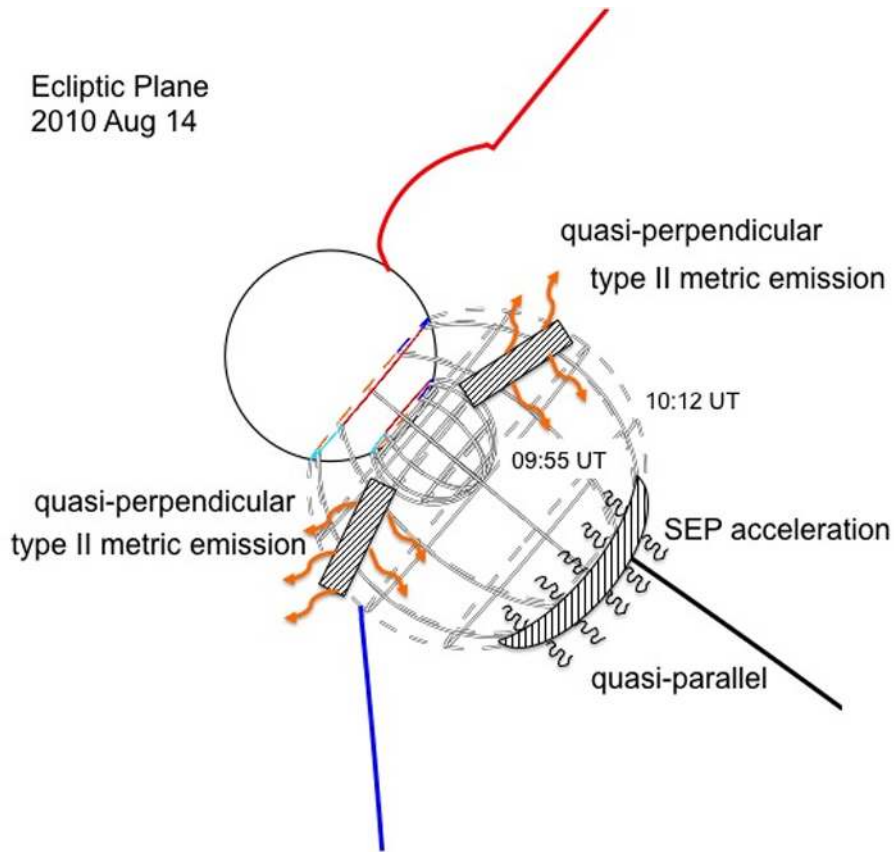 Ecliptic Plane
2010 Aug 14
quasi-perpendicular
type II metric emission
10:12 UT
09:55 UT
quasi-perpendicular
type II metric emission
SEP acceleration
quasi-parallel